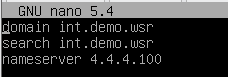 GNU nano 5.4
domain int.demo.wsr
search int.demo.wsr
nameserver 4.4.4.100